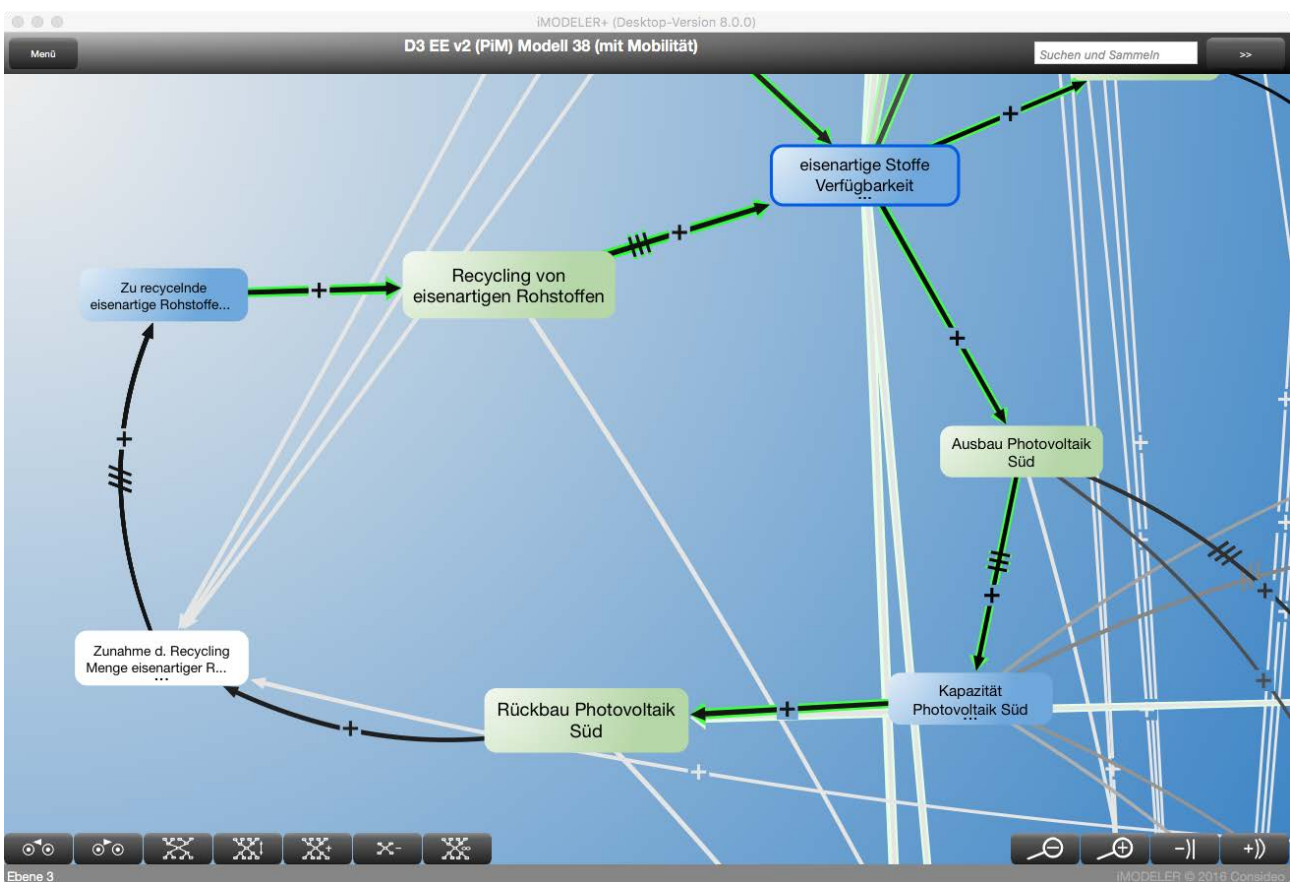 iMODELER+ (Desktop-Version 8.0.0)
Menü
D3 EE v2 (PiM) Modell 38 (mit Mobilität)
Suchen und Sammeln
>>
eisenartige Stoffe
Verfügbarkeit
...
Recycling von
eisenartigen Rohstoffen
Zu recycelnde
eisenartige Rohstoffe...
Ausbau Photovoltaik
Süd
Zunahme d. Recycling
Menge eisenartiger R...
...
Rückbau Photovoltaik
Süd
Kapazität
Photovoltaik Süd
...
Ebene 3
iMODELER © 2016 Consideo